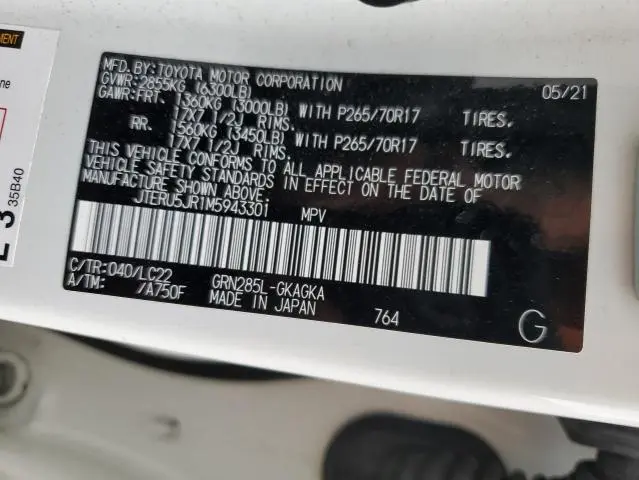 MENT
ne
35B40
MFD.BY:TOYOTA MOTOR CORPORATION 05/21
GVWR:2855KG (6300LB)
GAWR:FRT. 1360KG (3000LB) WITH P265/70R17 TIRES,
17X7 1/2J RIMS.
RR. 1560KG (3450LB) WITH P265/70R17 TIRES,
17X7 1/2J RIMS.
THIS VEHICLE CONFORMS TO ALL APPLICABLE FEDERAL MOTOR
VEHICLE SAFETY STANDARDS IN EFFECT ON THE DATE OF
MANUFACTURE SHOWN ABOVE.
JTERU5JR1M5943301 MPV
C/TR:040/LC22 GRN285L-GKAGKA
A/TM: /A750F MADE IN JAPAN 764 G